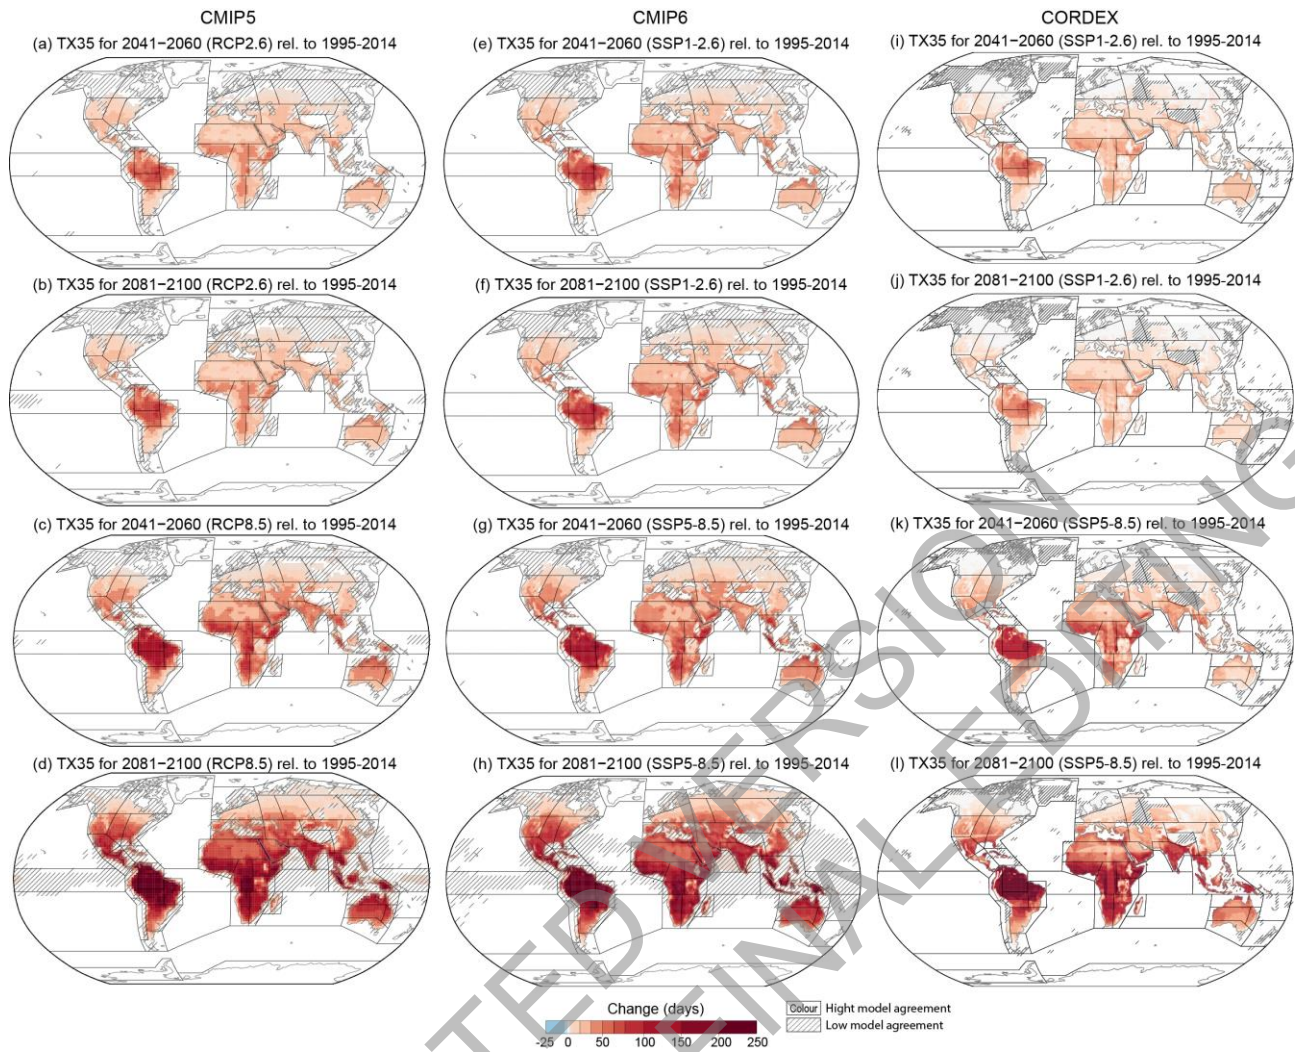 CMIP5 CMIP6 CORDEX
(a) TX35 for 2041−2060 (RCP2.6) rel. to 1995-2014 (e) TX35 for 2041−2060 (SSP1-2.6) rel. to 1995-2014 (i) TX35 for 2041−2060 (SSP1-2.6) rel. to 1995-2014
(b) TX35 for 2081−2100 (RCP2.6) rel. to 1995-2014 (f) TX35 for 2081−2100 (SSP1-2.6) rel. to 1995-2014 (j) TX35 for 2081−2100 (SSP1-2.6) rel. to 1995-2014
(c) TX35 for 2041−2060 (RCP8.5) rel. to 1995-2014 (g) TX35 for 2041−2060 (SSP5-8.5) rel. to 1995-2014 (k) TX35 for 2041−2060 (SSP5-8.5) rel. to 1995-2014
(d) TX35 for 2081−2100 (RCP8.5) rel. to 1995-2014 (h) TX35 for 2081−2100 (SSP5-8.5) rel. to 1995-2014 (l) TX35 for 2081−2100 (SSP5-8.5) rel. to 1995-2014
Change (days)
-25 0 50 100 150 200 250
Colour Hight model agreement
Low model agreement
VERSION
FINAL EDITING